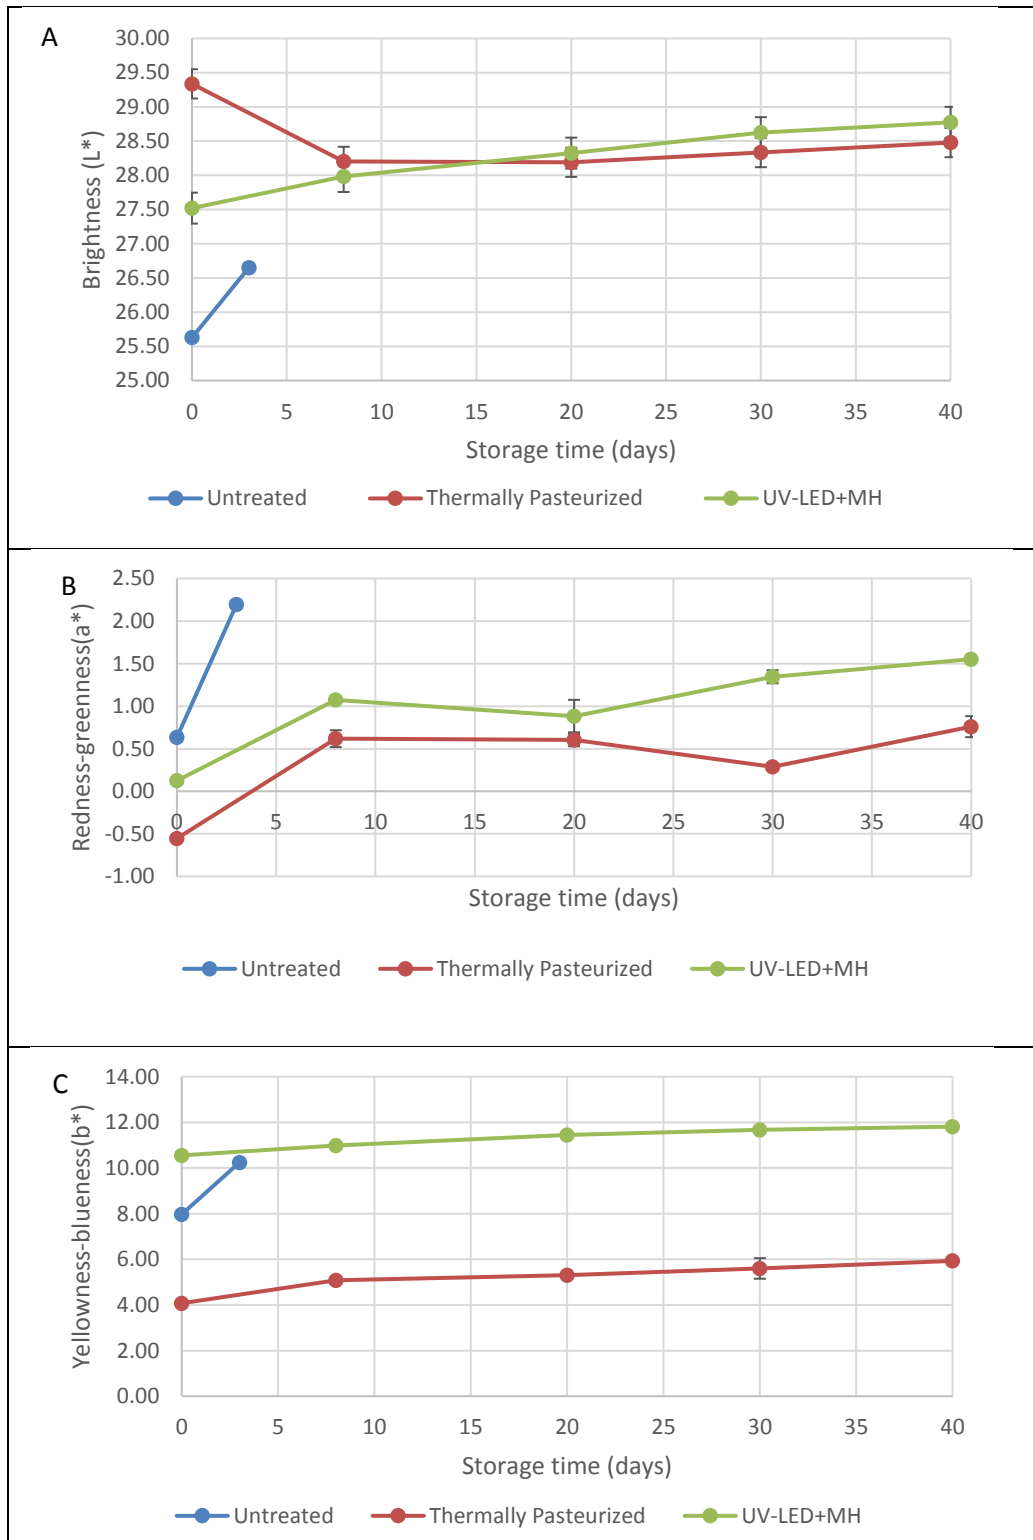 A
30.00
29.50
29.00
28.50
28.00
27.50
27.00
26.50
26.00
25.50
25.00
Brightness (L*)
0 5 10 15 20 25 30 35 40
Storage time (days)
Untreated Thermally Pasteurized UV-LED+MH
B
2.50
2.00
1.50
1.00
0.50
0.00
-0.50
-1.00
Redness-greenness(a*)
0 5 10 15 20 25 30 35 40
Storage time (days)
Untreated Thermally Pasteurized UV-LED+MH
C
14.00
12.00
10.00
8.00
6.00
4.00
2.00
0.00
Yellowness-blueness(b*)
0 5 10 15 20 25 30 35 40
Storage time (days)
Untreated Thermally Pasteurized UV-LED+MH